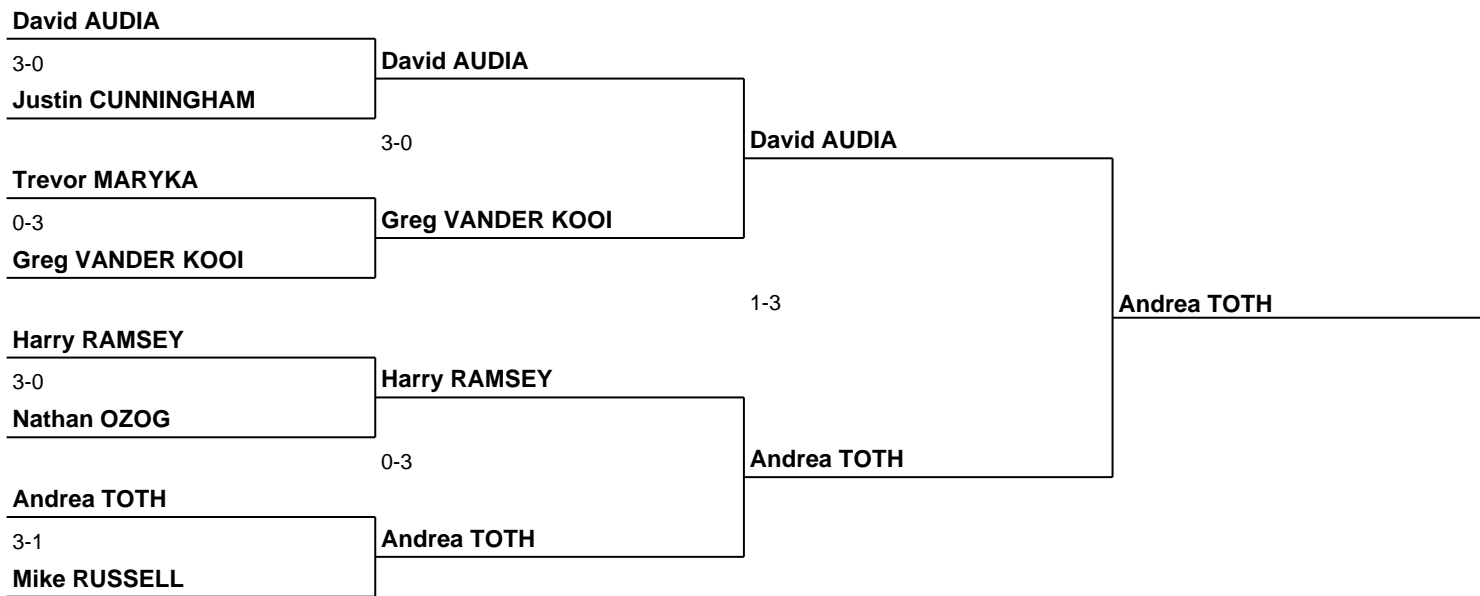 David AUDIA
3-0
Justin CUNNINGHAM
Trevor MARYKA
0-3
Greg VANDER KOOI
Harry RAMSEY
3-0
Nathan OZOG
Andrea TOTH
3-1
Mike RUSSELL
David AUDIA
3-0
Greg VANDER KOOI
Harry RAMSEY
0-3
Andrea TOTH
David AUDIA
1-3
Andrea TOTH
Andrea TOTH